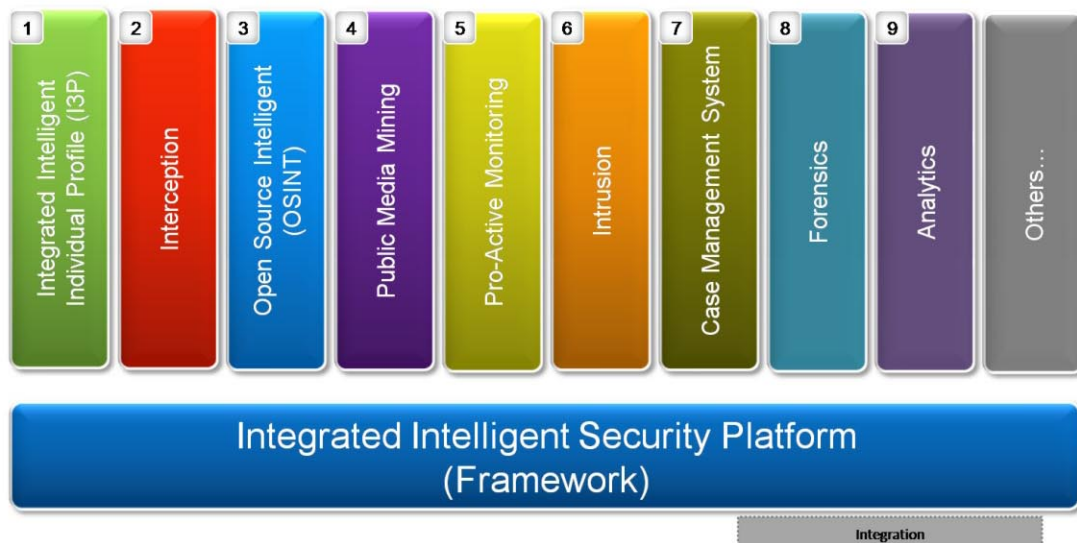 1
Integrated Intelligent
Individual Profile (I3P)
2
Interception
3
Open Source Intelligent
(OSINT)
4
Public Media Mining
5
Pro-Active Monitoring
6
Intrusion
7
Case Management System
8
Forensics
9
Analytics
Others...
Integrated Intelligent Security Platform
(Framework)
Integration